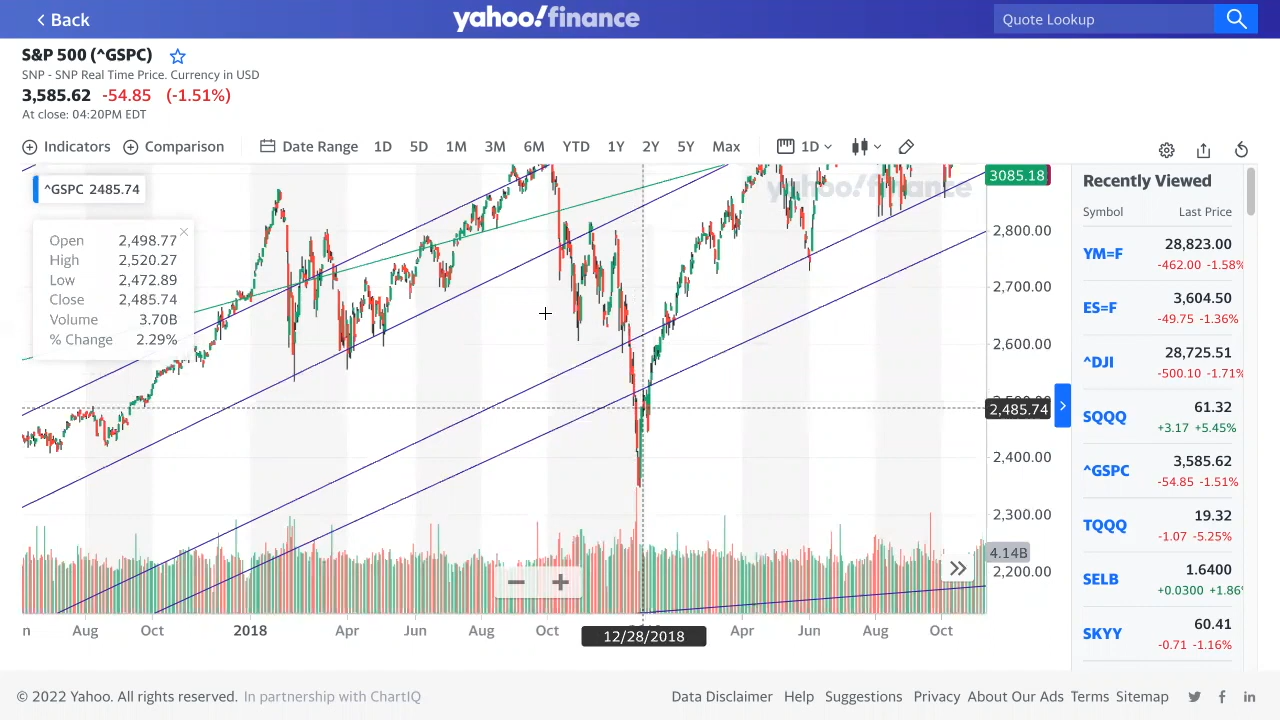 Back
yahoo!finance
Quote Lookup
S&P 500 (^GSPC)
SNP - SNP Real Time Price. Currency in USD
3,585.62 -54.85 (-1.51%)
At close: 04:20PM EDT
Indicators Comparison Date Range 1D 5D 1M 3M 6M YTD 1Y 2Y 5Y Max 1D
^GSPC 2485.74
Open 2,498.77
High 2,520.27
Low 2,472.89
Close 2,485.74
Volume 3.70B
% Change 2.29%
yahoo!finance
3085.18
2,800.00
2,700.00
2,600.00
2,485.74
2,400.00
2,300.00
4.14B
2,200.00
Aug Oct 2018 Apr Jun Aug Oct 12/28/2018 Apr Jun Aug Oct
Recently Viewed
Symbol Last Price
YM=F 28,823.00
-462.00 -1.58%
ES=F 3,604.50
-49.75 -1.36%
^DJI 28,725.51
-500.10 -1.71%
SQQQ 61.32
+3.17 +5.45%
^GSPC 3,585.62
-54.85 -1.51%
TQQQ 19.32
-1.07 -5.25%
SELB 1.6400
+0.0300 +1.86
SKYY 60.41
-0.71 -1.16%
© 2022 Yahoo. All rights reserved. In partnership with ChartIQ
Data Disclaimer Help Suggestions Privacy About Our Ads Terms Sitemap